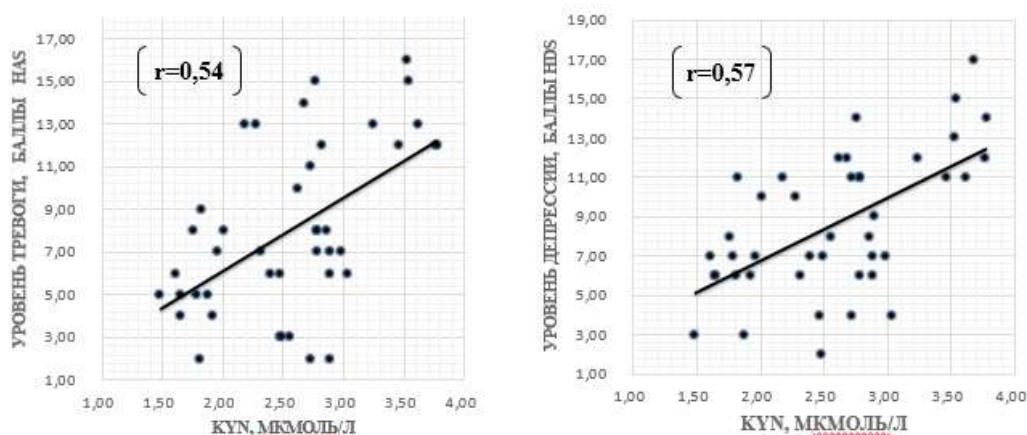 УРОВЕНЬ ТРЕВОГИ, БАЛЛЫ HAS
17,00
15,00
13,00
11,00
9,00
7,00
5,00
3,00
1,00
r=0,54
1,00 1,50 2,00 2,50 3,00 3,50 4,00
KYN, МКМОЛЬ/Л
УРОВЕНЬ ДЕПРЕССИИ, БАЛЛЫ HDS
19,00
17,00
15,00
13,00
11,00
9,00
7,00
5,00
3,00
1,00
r=0,57
1,00 1,50 2,00 2,50 3,00 3,50 4,00
KYN, МКМОЛЬ/Л